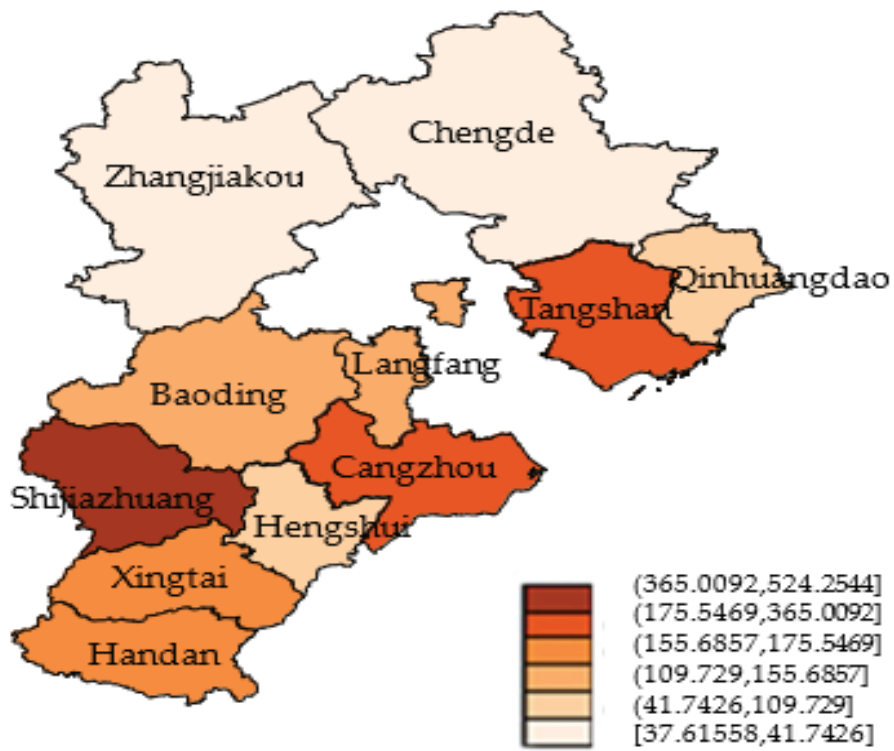 Chengde
Zhangjiakou
Qinhuangdao
Tangshan
Langfang
Baoding
Cangzhou
Shijiazhuang
Hengshui
Xingtai
Handan
(365.0092,524.2544]
(175.5469,365.0092]
(155.6857,175.5469]
(109.729,155.6857]
(41.7426,109.729]
[37.61558,41.7426]